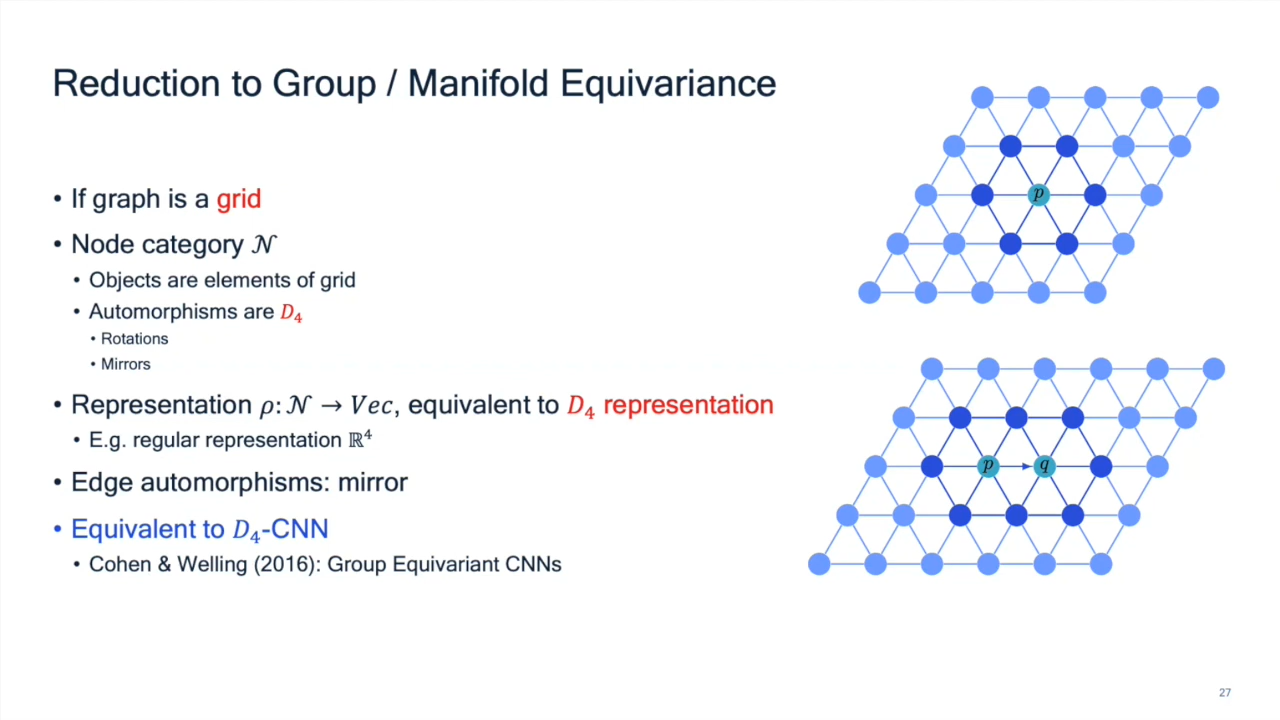 Reduction to Group / Manifold Equivariance
• If graph is a grid
• Node category 𝒩
• Objects are elements of grid
• Automorphisms are D₄
• Rotations
• Mirrors
• Representation ρ: 𝒩 → Vec, equivalent to D₄ representation
• E.g. regular representation ℝ⁴
• Edge automorphisms: mirror
• Equivalent to D₄-CNN
• Cohen & Welling (2016): Group Equivariant CNNs
p
p q
27